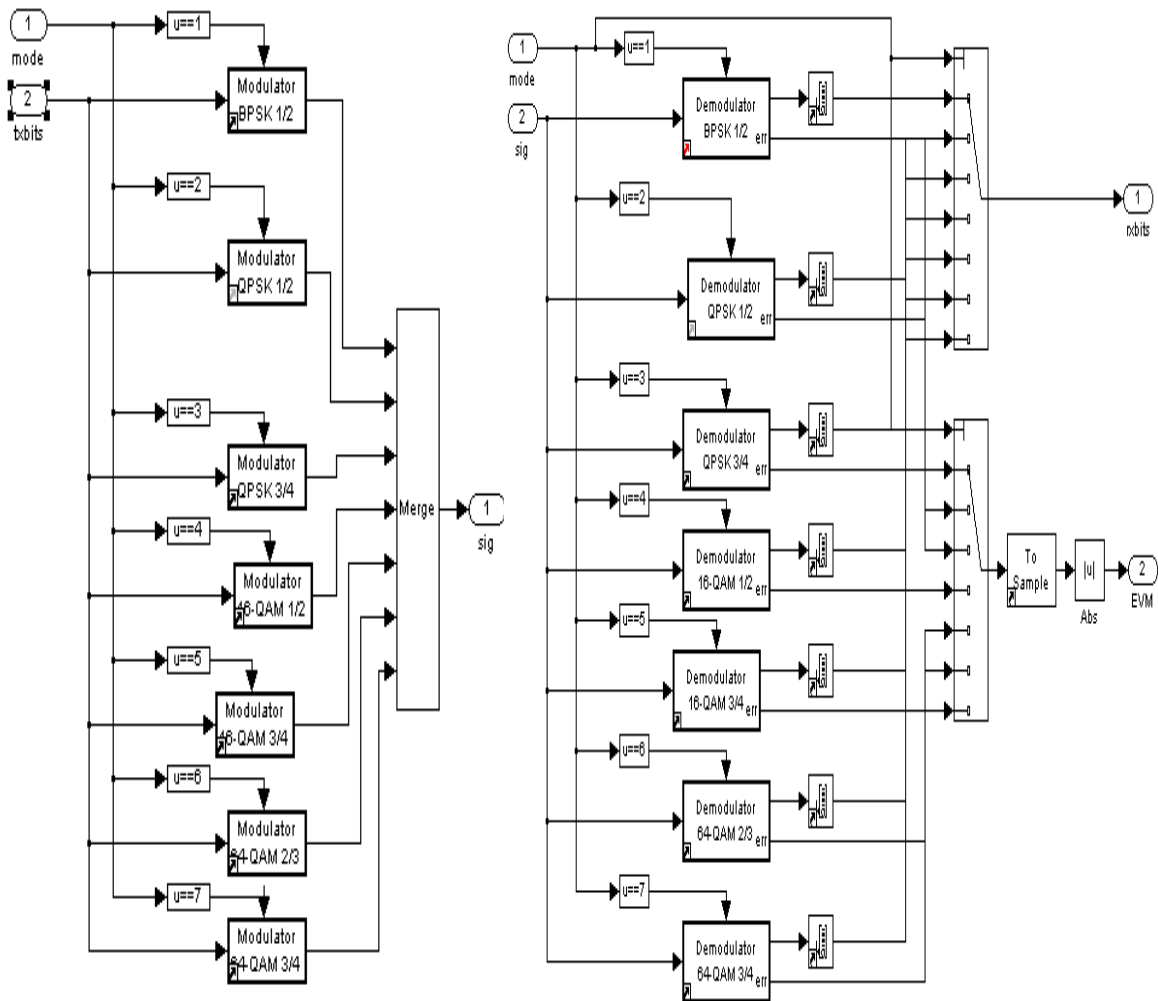 1
mode
u==1
2
txbits
Modulator
BPSK 1/2
u==2
Modulator
QPSK 1/2
u==3
Modulator
QPSK 3/4
u==4
Modulator
16-QAM 1/2
u==5
Modulator
16-QAM 3/4
u==6
Modulator
64-QAM 2/3
u==7
Modulator
64-QAM 3/4
Merge
1
sig
1
mode
u==1
2
sig
Demodulator
BPSK 1/2
err
u==2
Demodulator
QPSK 1/2
err
u==3
Demodulator
QPSK 3/4
err
u==4
Demodulator
16-QAM 1/2
err
u==5
Demodulator
16-QAM 3/4
err
u==6
Demodulator
64-QAM 2/3
err
u==7
Demodulator
64-QAM 3/4
err
1
rxbits
To
Sample
|u|
Abs
2
EVM